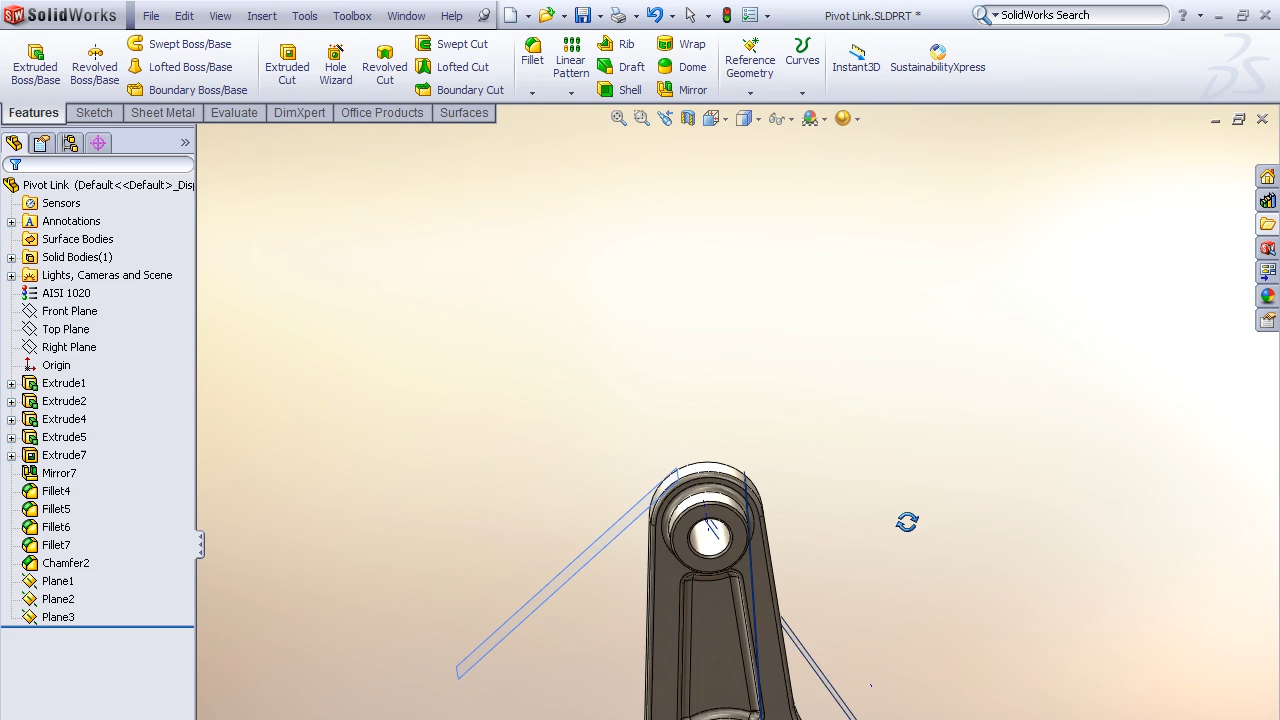 SolidWorks File Edit View Insert Tools Toolbox Window Help Pivot Link.SLDPRT * SolidWorks Search ?
Extruded Boss/Base
Revolved Boss/Base
Swept Boss/Base
Lofted Boss/Base
Boundary Boss/Base
Extruded Cut
Hole Wizard
Revolved Cut
Swept Cut
Lofted Cut
Boundary Cut
Fillet
Linear Pattern
Rib
Draft
Shell
Wrap
Dome
Mirror
Reference Geometry
Curves
Instant3D
SustainabilityXpress
Features Sketch Sheet Metal Evaluate DimXpert Office Products Surfaces
Pivot Link (Default<<Default>_Dis
Sensors
Annotations
Surface Bodies
Solid Bodies(1)
Lights, Cameras and Scene
AISI 1020
Front Plane
Top Plane
Right Plane
Origin
Extrude1
Extrude2
Extrude4
Extrude5
Extrude7
Mirror7
Fillet4
Fillet5
Fillet6
Fillet7
Chamfer2
Plane1
Plane2
Plane3